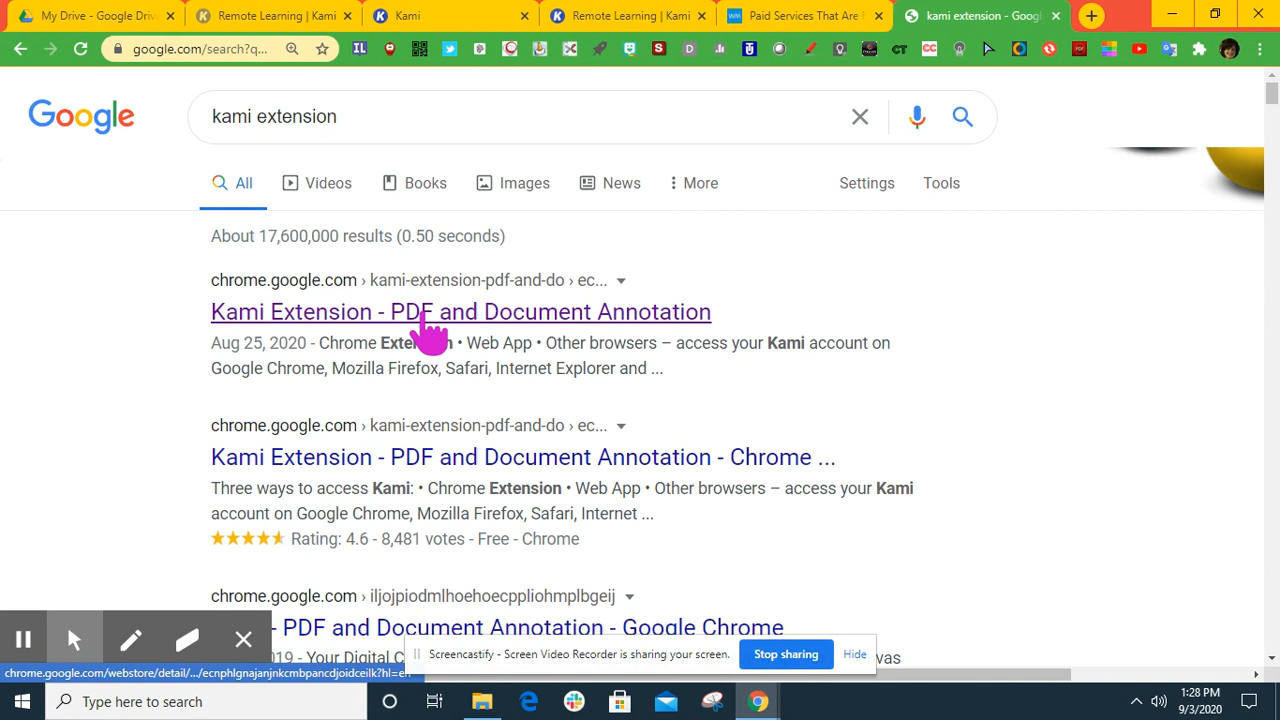 My Drive - Google Driv
Remote Learning | Kami
Kami
Remote Learning | Kami
Paid Services That Are
kami extension - Googl
google.com/search?q...
Google
kami extension
All
Videos
Books
Images
News
More
Settings
Tools
About 17,600,000 results (0.50 seconds)
chrome.google.com › kami-extension-pdf-and-do › ec...
Kami Extension - PDF and Document Annotation
Aug 25, 2020 - Chrome Extension • Web App • Other browsers – access your Kami account on
Google Chrome, Mozilla Firefox, Safari, Internet Explorer and ...
chrome.google.com › kami-extension-pdf-and-do › ec...
Kami Extension - PDF and Document Annotation - Chrome ...
Three ways to access Kami: • Chrome Extension • Web App • Other browsers – access your Kami
account on Google Chrome, Mozilla Firefox, Safari, Internet ...
Rating: 4.6 - 8,481 votes - Free - Chrome
chrome.google.com › iljojpiodmlhoehoecppliohmplbgeij
- PDF and Document Annotation - Google Chrome
2019 - Your Digital
Screencastify - Screen Video Recorder is sharing your screen.
Stop sharing
Hide
chrome.google.com/webstore/detail/.../ecnphlgnajanjnkcmbpancdjoidceilk?hl=en
Type here to search
1:28 PM
9/3/2020